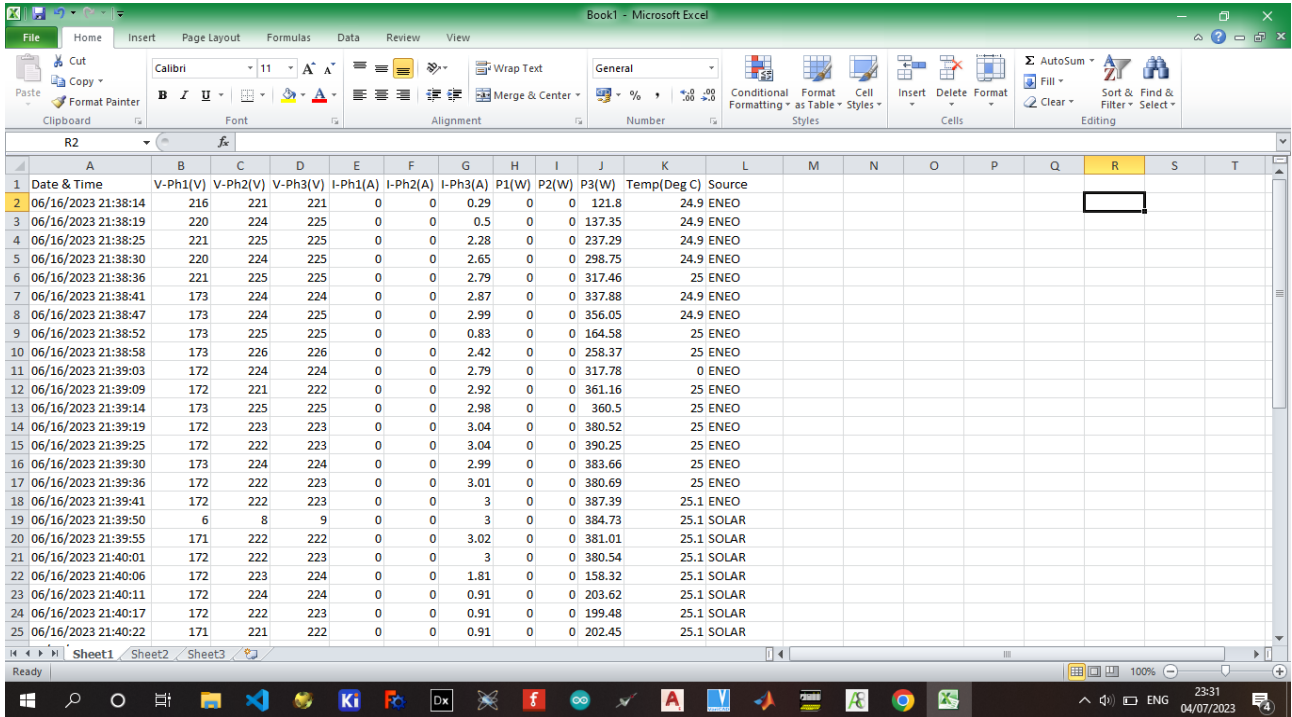 Book1 - Microsoft Excel
File Home Insert Page Layout Formulas Data Review View
Paste
Cut
Copy
Format Painter
Clipboard
Calibri 11
B I U
Font
Wrap Text
Merge & Center
Alignment
General
% ,
Number
Conditional Formatting
Format as Table
Cell Styles
Styles
Insert Delete Format
Cells
Σ AutoSum
Fill
Clear
Sort & Filter
Find & Select
Editing
R2 fx
A B C D E F G H I J K L M N O P Q R S T
1 Date & Time V-Ph1(V) V-Ph2(V) V-Ph3(V) I-Ph1(A) I-Ph2(A) I-Ph3(A) P1(W) P2(W) P3(W) Temp(Deg C) Source
2 06/16/2023 21:38:14 216 221 221 0 0 0.29 0 0 121.8 24.9 ENEO
3 06/16/2023 21:38:19 220 224 225 0 0 0.5 0 0 137.35 24.9 ENEO
4 06/16/2023 21:38:25 221 225 225 0 0 2.28 0 0 237.29 24.9 ENEO
5 06/16/2023 21:38:30 220 224 225 0 0 2.65 0 0 298.75 24.9 ENEO
6 06/16/2023 21:38:36 221 225 225 0 0 2.79 0 0 317.46 25 ENEO
7 06/16/2023 21:38:41 173 224 224 0 0 2.87 0 0 337.88 24.9 ENEO
8 06/16/2023 21:38:47 173 224 225 0 0 2.99 0 0 356.05 24.9 ENEO
9 06/16/2023 21:38:52 173 225 225 0 0 0.83 0 0 164.58 25 ENEO
10 06/16/2023 21:38:58 173 226 226 0 0 2.42 0 0 258.37 25 ENEO
11 06/16/2023 21:39:03 172 224 224 0 0 2.79 0 0 317.78 0 ENEO
12 06/16/2023 21:39:09 172 221 222 0 0 2.92 0 0 361.16 25 ENEO
13 06/16/2023 21:39:14 173 225 225 0 0 2.98 0 0 360.5 25 ENEO
14 06/16/2023 21:39:19 172 223 223 0 0 3.04 0 0 380.52 25 ENEO
15 06/16/2023 21:39:25 172 222 223 0 0 3.04 0 0 390.25 25 ENEO
16 06/16/2023 21:39:30 173 224 224 0 0 2.99 0 0 383.66 25 ENEO
17 06/16/2023 21:39:36 172 222 223 0 0 3.01 0 0 380.69 25 ENEO
18 06/16/2023 21:39:41 172 222 223 0 0 3 0 0 387.39 25.1 ENEO
19 06/16/2023 21:39:50 6 8 9 0 0 3 0 0 384.73 25.1 SOLAR
20 06/16/2023 21:39:55 171 222 222 0 0 3.02 0 0 381.01 25.1 SOLAR
21 06/16/2023 21:40:01 172 222 223 0 0 3 0 0 380.54 25.1 SOLAR
22 06/16/2023 21:40:06 172 223 224 0 0 1.81 0 0 158.32 25.1 SOLAR
23 06/16/2023 21:40:11 172 224 224 0 0 0.91 0 0 203.62 25.1 SOLAR
24 06/16/2023 21:40:17 172 222 223 0 0 0.91 0 0 199.48 25.1 SOLAR
25 06/16/2023 21:40:22 171 221 222 0 0 0.91 0 0 202.45 25.1 SOLAR
Sheet1 Sheet2 Sheet3
Ready 100%
Ki Dx ENG 23:31
04/07/2023